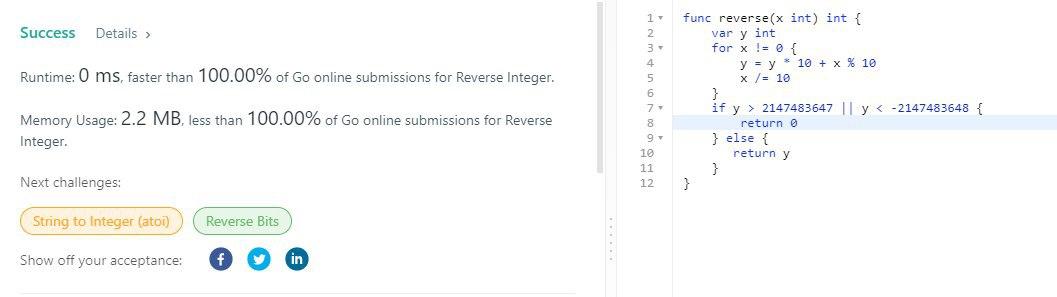 Success Details >
Runtime: 0 ms, faster than 100.00% of Go online submissions for Reverse Integer.
Memory Usage: 2.2 MB, less than 100.00% of Go online submissions for Reverse
Integer.
Next challenges:
String to Integer (atoi) Reverse Bits
Show off your acceptance: f in
1 func reverse(x int) int {
2 var y int
3 for x != 0 {
4 y = y * 10 + x % 10
5 x /= 10
6 }
7 if y > 2147483647 || y < -2147483648 {
8 return 0
9 } else {
10 return y
11 }
12 }